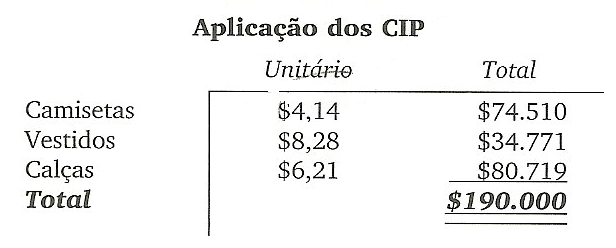 Aplicação dos CIP
Unitário Total
Camisetas $4,14 $74.510
Vestidos $8,28 $34.771
Calças $6,21 $80.719
Total $190.000